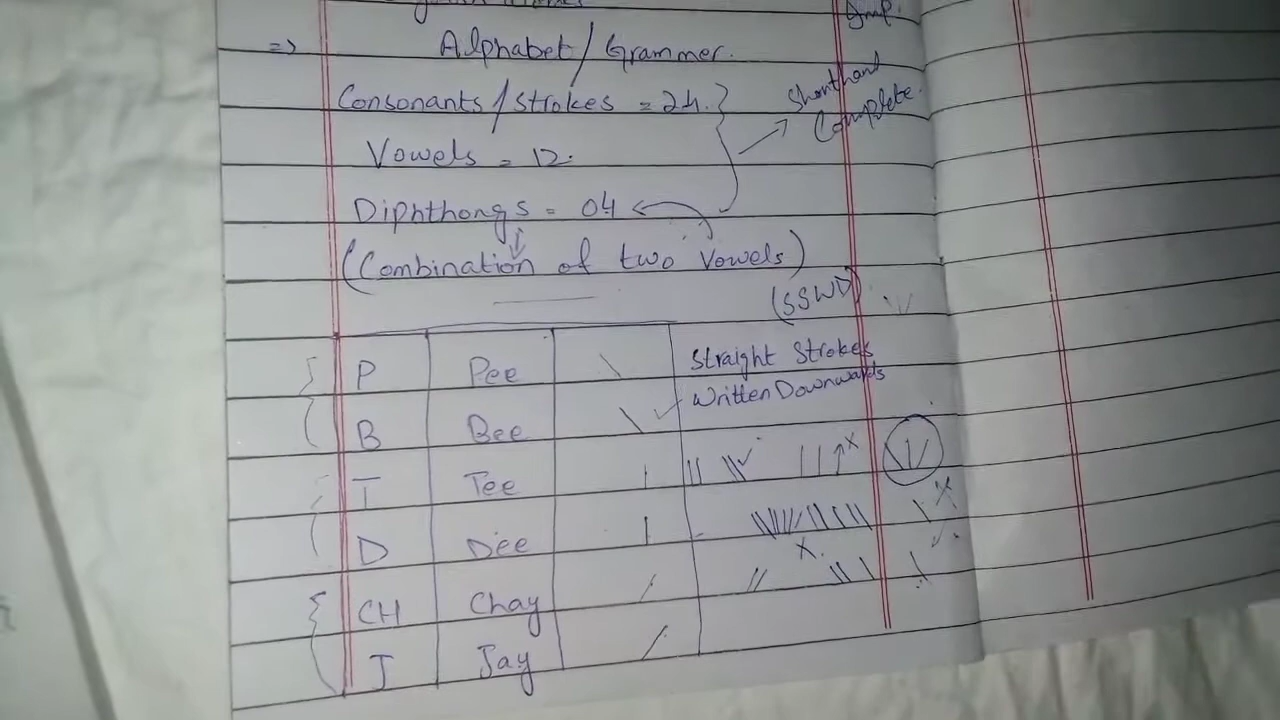 Imp.
=> Alphabet/Grammer.
Consonants/strokes = 24.
Shorthand
Complete.
Vowels = 12.
Diphthongs = 04
(Combination of two vowels)
(SSWD)
P Pee \ Straight Strokes
Written Downwards
B Bee \
T Tee |
D Dee |
CH Chay /
J Jay /